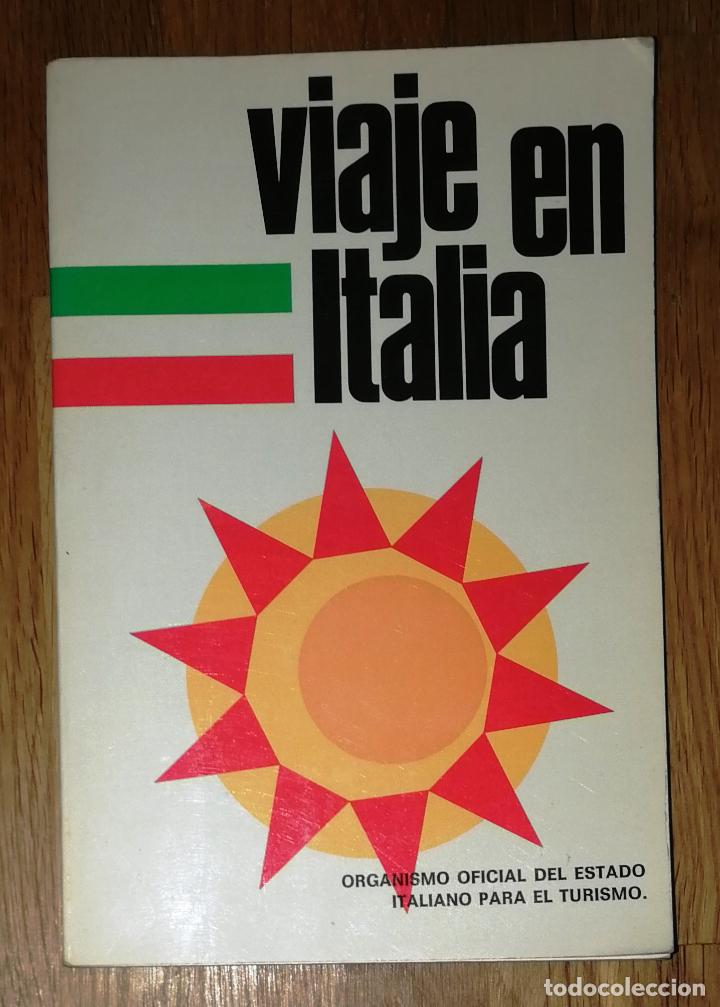 viaje en
Italia
ORGANISMO OFICIAL DEL ESTADO
ITALIANO PARA EL TURISMO.
todocoleccion